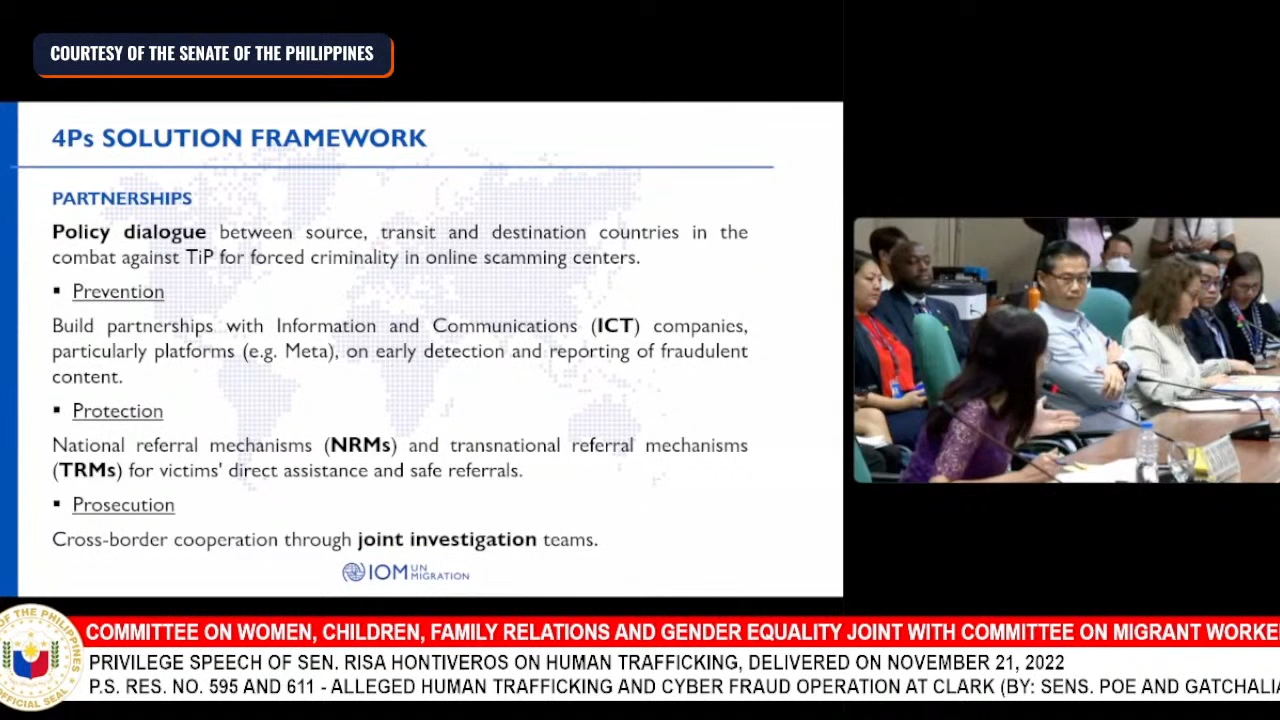 COURTESY OF THE SENATE OF THE PHILIPPINES
4Ps SOLUTION FRAMEWORK
PARTNERSHIPS
Policy dialogue between source, transit and destination countries in the
combat against TiP for forced criminality in online scamming centers.
▪ Prevention
Build partnerships with Information and Communications (ICT) companies,
particularly platforms (e.g. Meta), on early detection and reporting of fraudulent
content.
▪ Protection
National referral mechanisms (NRMs) and transnational referral mechanisms
(TRMs) for victims' direct assistance and safe referrals.
▪ Prosecution
Cross-border cooperation through joint investigation teams.
IOM UN MIGRATION
OF THE PHILIPP
OFFICIAL SEAL
COMMITTEE ON WOMEN, CHILDREN, FAMILY RELATIONS AND GENDER EQUALITY JOINT WITH COMMITTEE ON MIGRANT WORKE
PRIVILEGE SPEECH OF SEN. RISA HONTIVEROS ON HUMAN TRAFFICKING, DELIVERED ON NOVEMBER 21, 2022
P.S. RES. NO. 595 AND 611 - ALLEGED HUMAN TRAFFICKING AND CYBER FRAUD OPERATION AT CLARK (BY: SENS. POE AND GATCHALIA